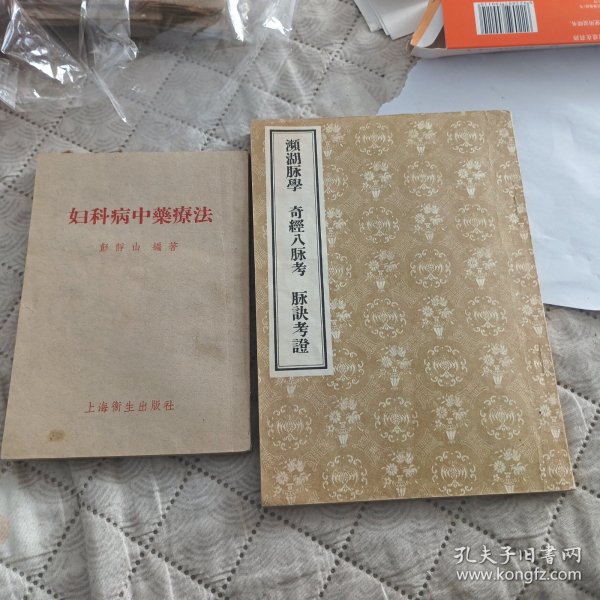 妇科病中藥療法
彭靜山 編著
上海衛生出版社
瀕湖脉學 奇經八脉考 脉訣考證
孔夫子旧书网
www.kongfz.com